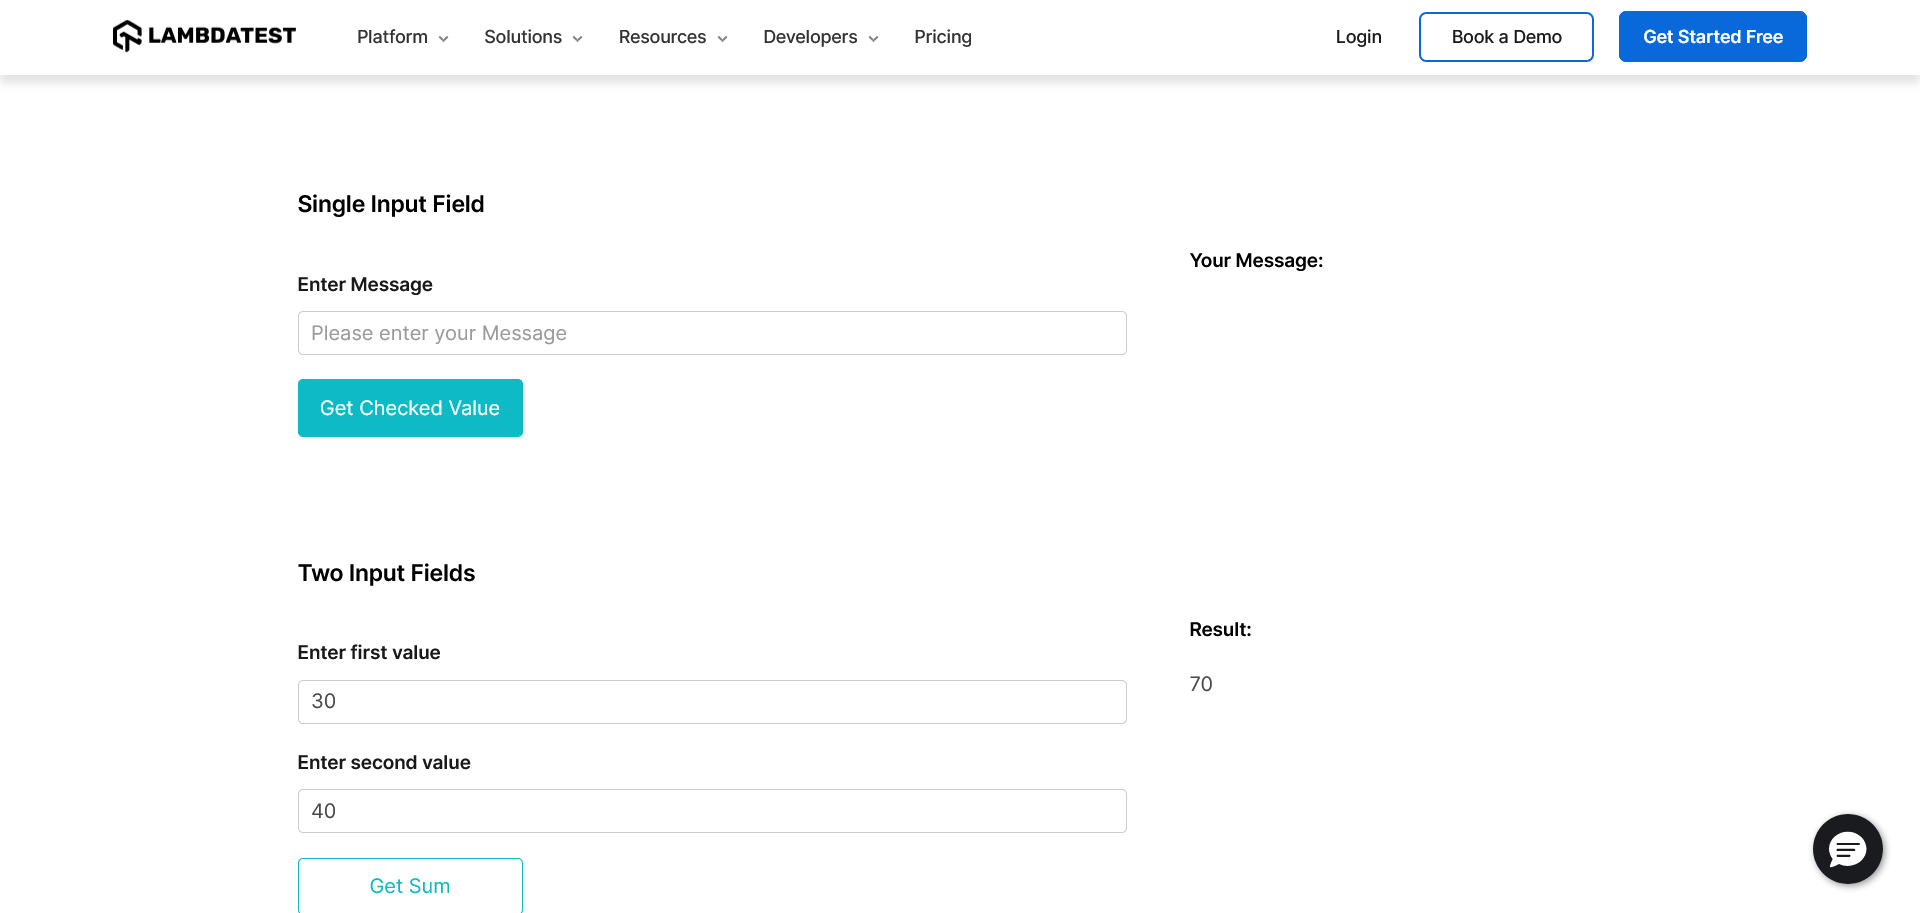 LAMBDATEST
Platform
Solutions
Resources
Developers
Pricing
Login
Book a Demo
Get Started Free
Single Input Field
Your Message:
Enter Message
Please enter your Message
Get Checked Value
Two Input Fields
Result:
Enter first value
70
30
Enter second value
40
Get Sum